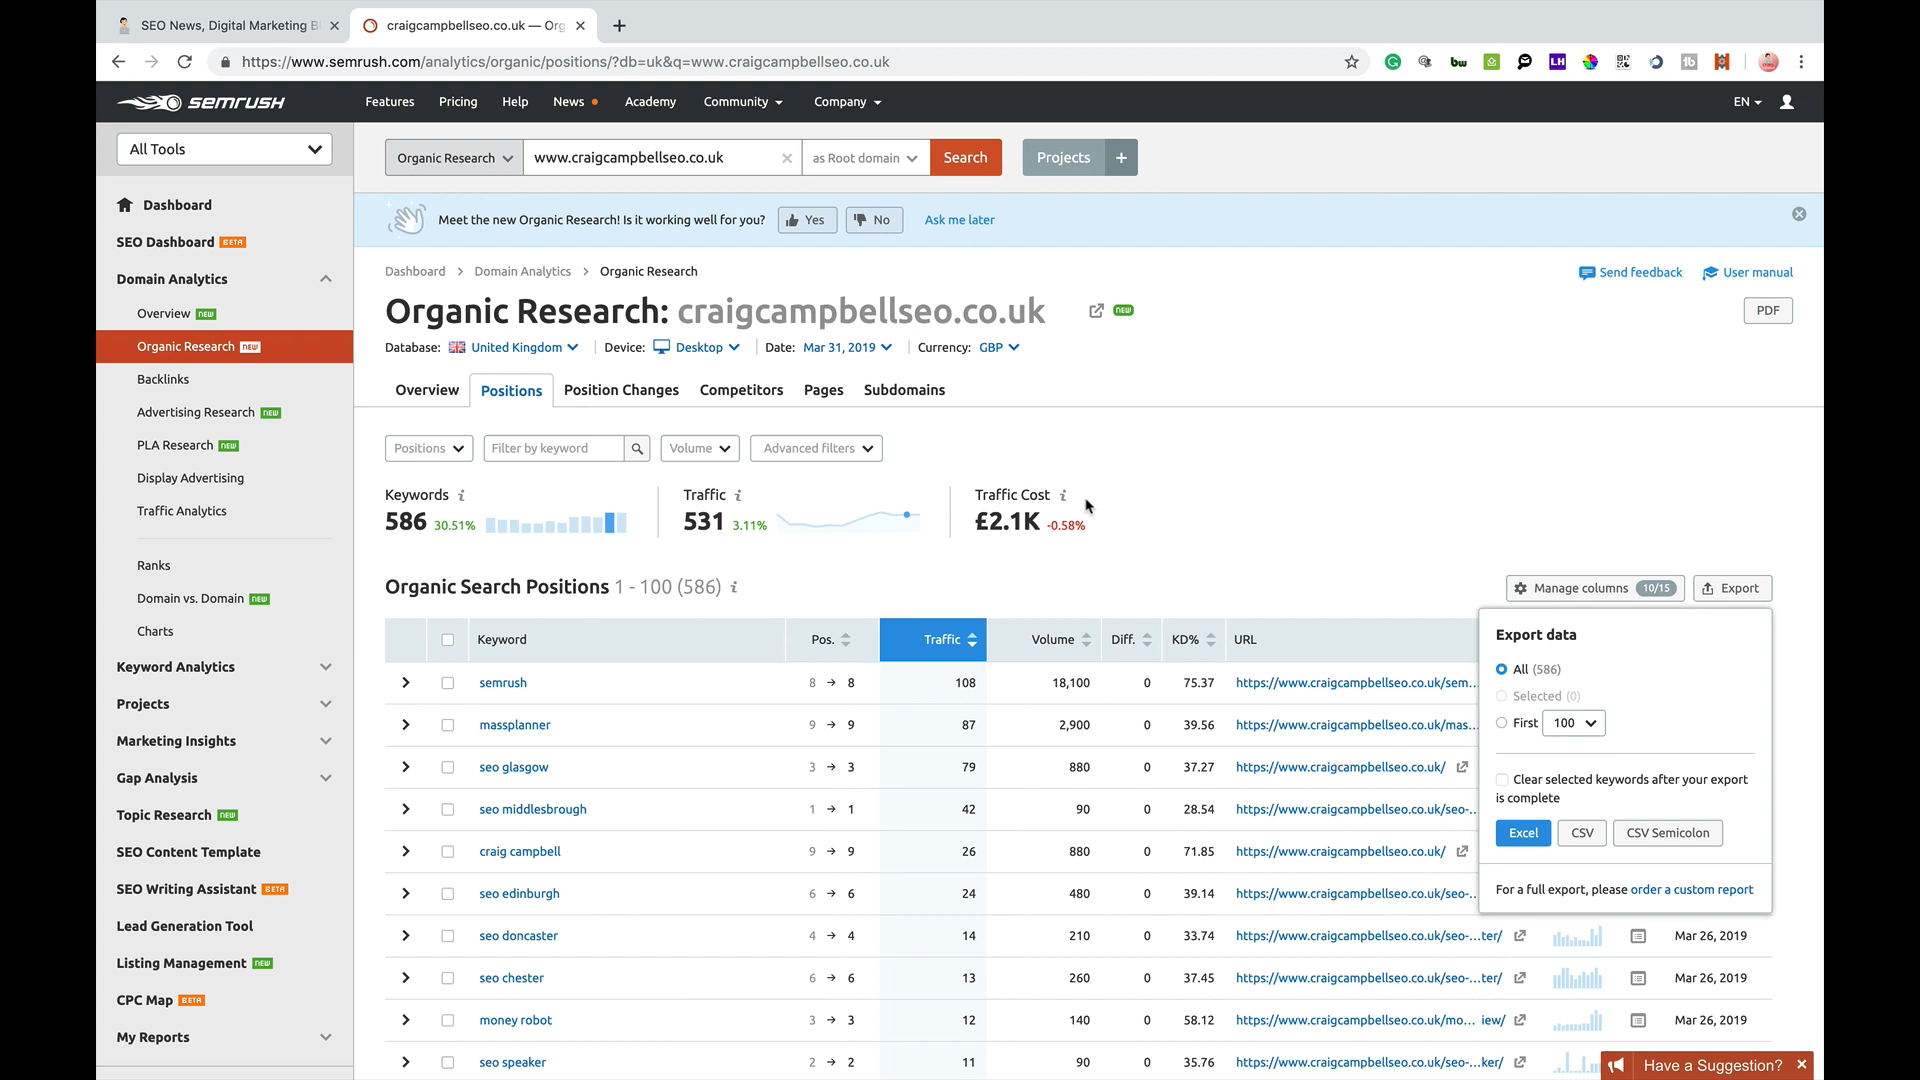 SEO News, Digital Marketing B
craigcampbellseo.co.uk — Org
https://www.semrush.com/analytics/organic/positions/?db=uk&q=www.craigcampbellseo.co.uk
SEMRUSH
Features Pricing Help News Academy Community Company EN
All Tools
Organic Research www.craigcampbellseo.co.uk as Root domain Search Projects +
Dashboard
SEO Dashboard BETA
Domain Analytics
Overview NEW
Organic Research NEW
Backlinks
Advertising Research NEW
PLA Research NEW
Display Advertising
Traffic Analytics
Ranks
Domain vs. Domain NEW
Charts
Keyword Analytics
Projects
Marketing Insights
Gap Analysis
Topic Research NEW
SEO Content Template
SEO Writing Assistant BETA
Lead Generation Tool
Listing Management NEW
CPC Map BETA
My Reports
Meet the new Organic Research! Is it working well for you? Yes No Ask me later
Dashboard > Domain Analytics > Organic Research
Send feedback User manual
Organic Research: craigcampbellseo.co.uk NEW
PDF
Database: United Kingdom Device: Desktop Date: Mar 31, 2019 Currency: GBP
Overview Positions Position Changes Competitors Pages Subdomains
Positions Filter by keyword Volume Advanced filters
Keywords i Traffic i Traffic Cost i
586 30.51% 531 3.11% £2.1K -0.58%
Organic Search Positions 1 - 100 (586) i
Manage columns 10/15 Export
Keyword Pos. Traffic Volume Diff. KD% URL
semrush 8 → 8 108 18,100 0 75.37 https://www.craigcampbellseo.co.uk/sem...
massplanner 9 → 9 87 2,900 0 39.56 https://www.craigcampbellseo.co.uk/mas...
seo glasgow 3 → 3 79 880 0 37.27 https://www.craigcampbellseo.co.uk/
seo middlesbrough 1 → 1 42 90 0 28.54 https://www.craigcampbellseo.co.uk/seo-...
craig campbell 9 → 9 26 880 0 71.85 https://www.craigcampbellseo.co.uk/
seo edinburgh 6 → 6 24 480 0 39.14 https://www.craigcampbellseo.co.uk/seo-...
seo doncaster 4 → 4 14 210 0 33.74 https://www.craigcampbellseo.co.uk/seo-...ter/ Mar 26, 2019
seo chester 6 → 6 13 260 0 37.45 https://www.craigcampbellseo.co.uk/seo-...ter/ Mar 26, 2019
money robot 3 → 3 12 140 0 58.12 https://www.craigcampbellseo.co.uk/mo... iew/ Mar 26, 2019
seo speaker 2 → 2 11 90 0 35.76 https://www.craigcampbellseo.co.uk/seo-...ker/
Export data
All (586)
Selected (0)
First 100
Clear selected keywords after your export
is complete
Excel CSV CSV Semicolon
For a full export, please order a custom report
Have a Suggestion?